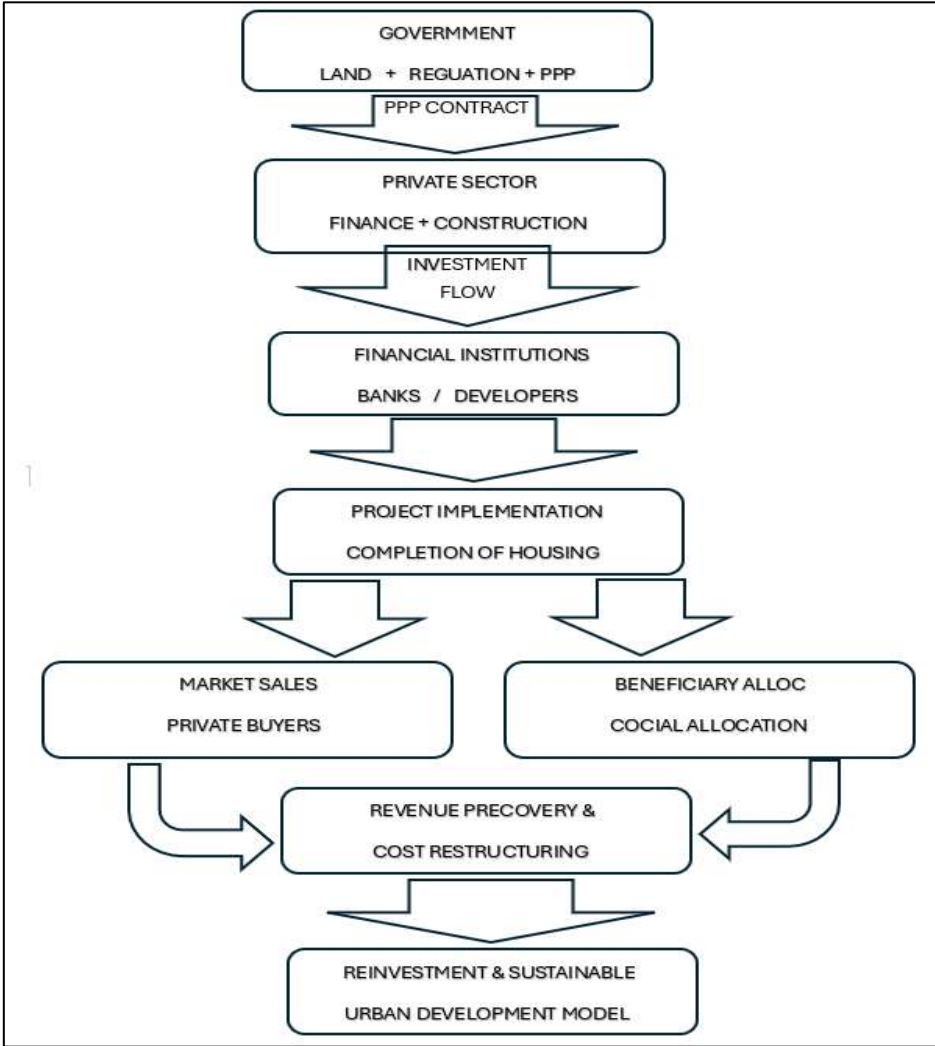 GOVERMMENT
LAND + REGUATION + PPP
PPP CONTRACT
PRIVATE SECTOR
FINANCE + CONSTRUCTION
INVESTMENT
FLOW
FINANCIAL INSTITUTIONS
BANKS / DEVELOPERS
1
PROJECT IMPLEMENTATION
COMPLETION OF HOUSING
MARKET SALES
PRIVATE BUYERS
BENEFICIARY ALLOC
COCIAL ALLOCATION
REVENUE PRECOVERY &
COST RESTRUCTURING
REINVESTMENT & SUSTAINABLE
URBAN DEVELOPMENT MODEL